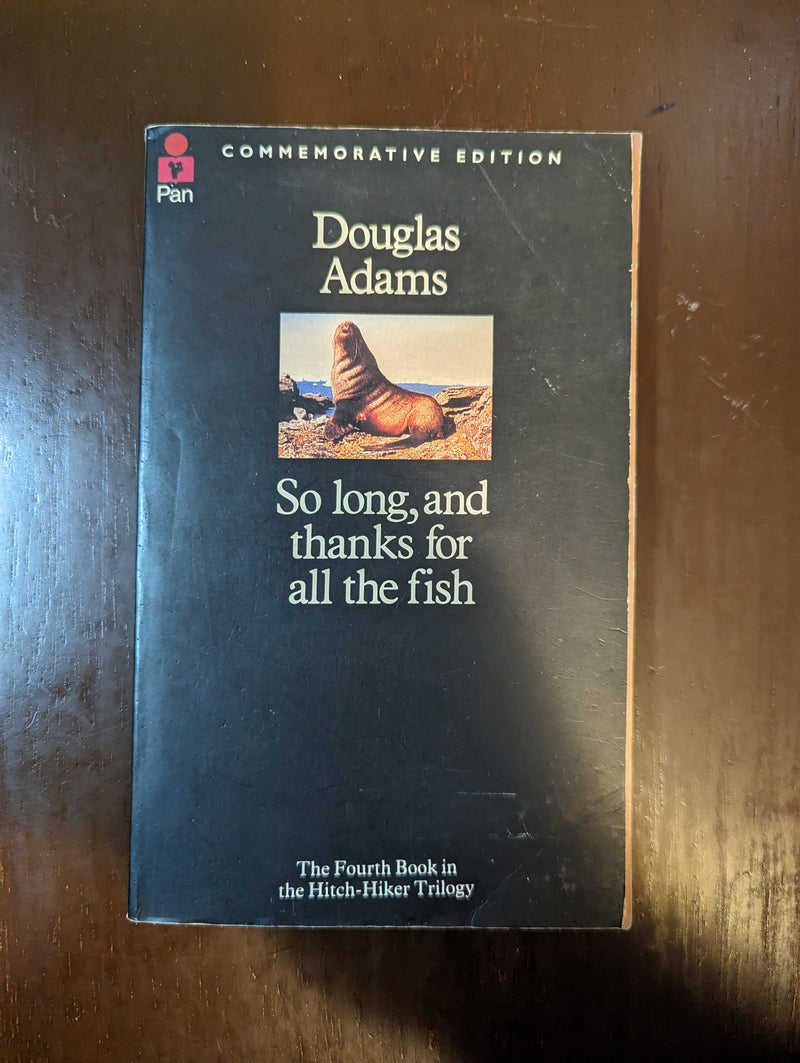 COMMEMORATIVE EDITION
Pan
Douglas
Adams
So long, and
thanks for
all the fish
The Fourth Book in
the Hitch-Hiker Trilogy